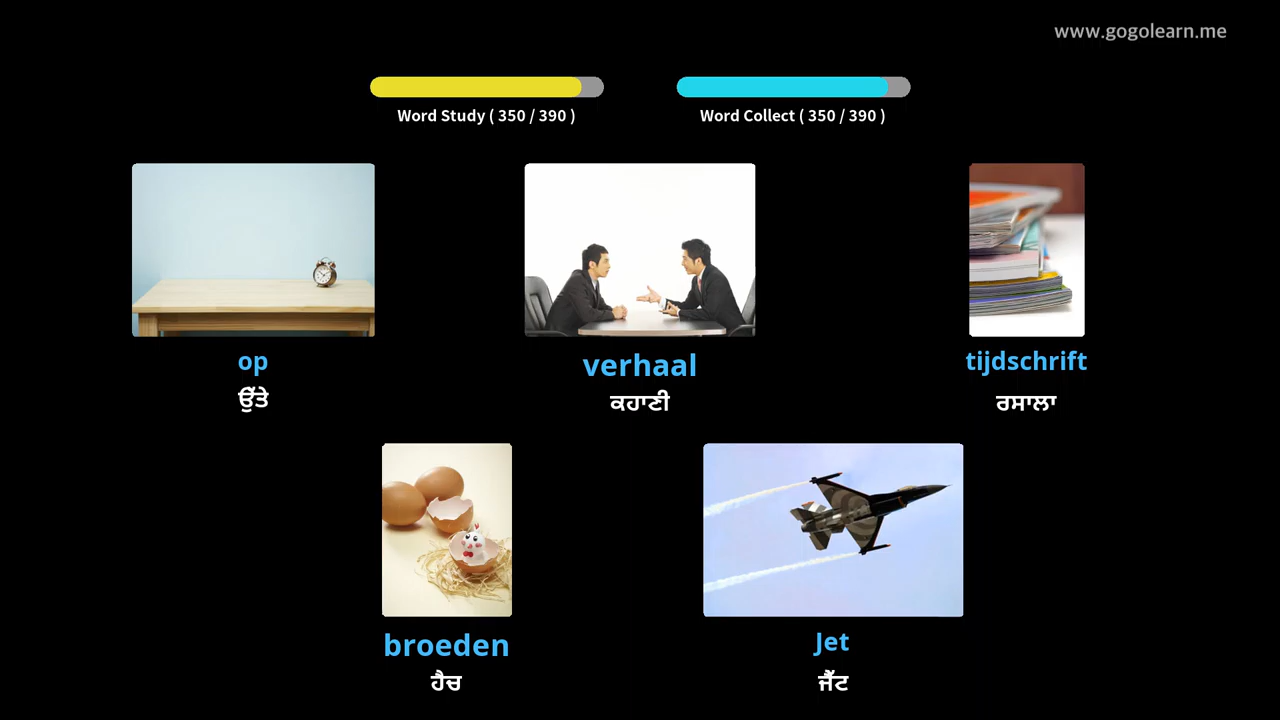 www.gogolearn.me
Word Study ( 350 / 390 )
Word Collect ( 350 / 390 )
op
ਉੱਤੇ
verhaal
ਕਹਾਣੀ
tijdschrift
ਰਸਾਲਾ
broeden
ਹੈਚ
Jet
ਜੈੱਟ